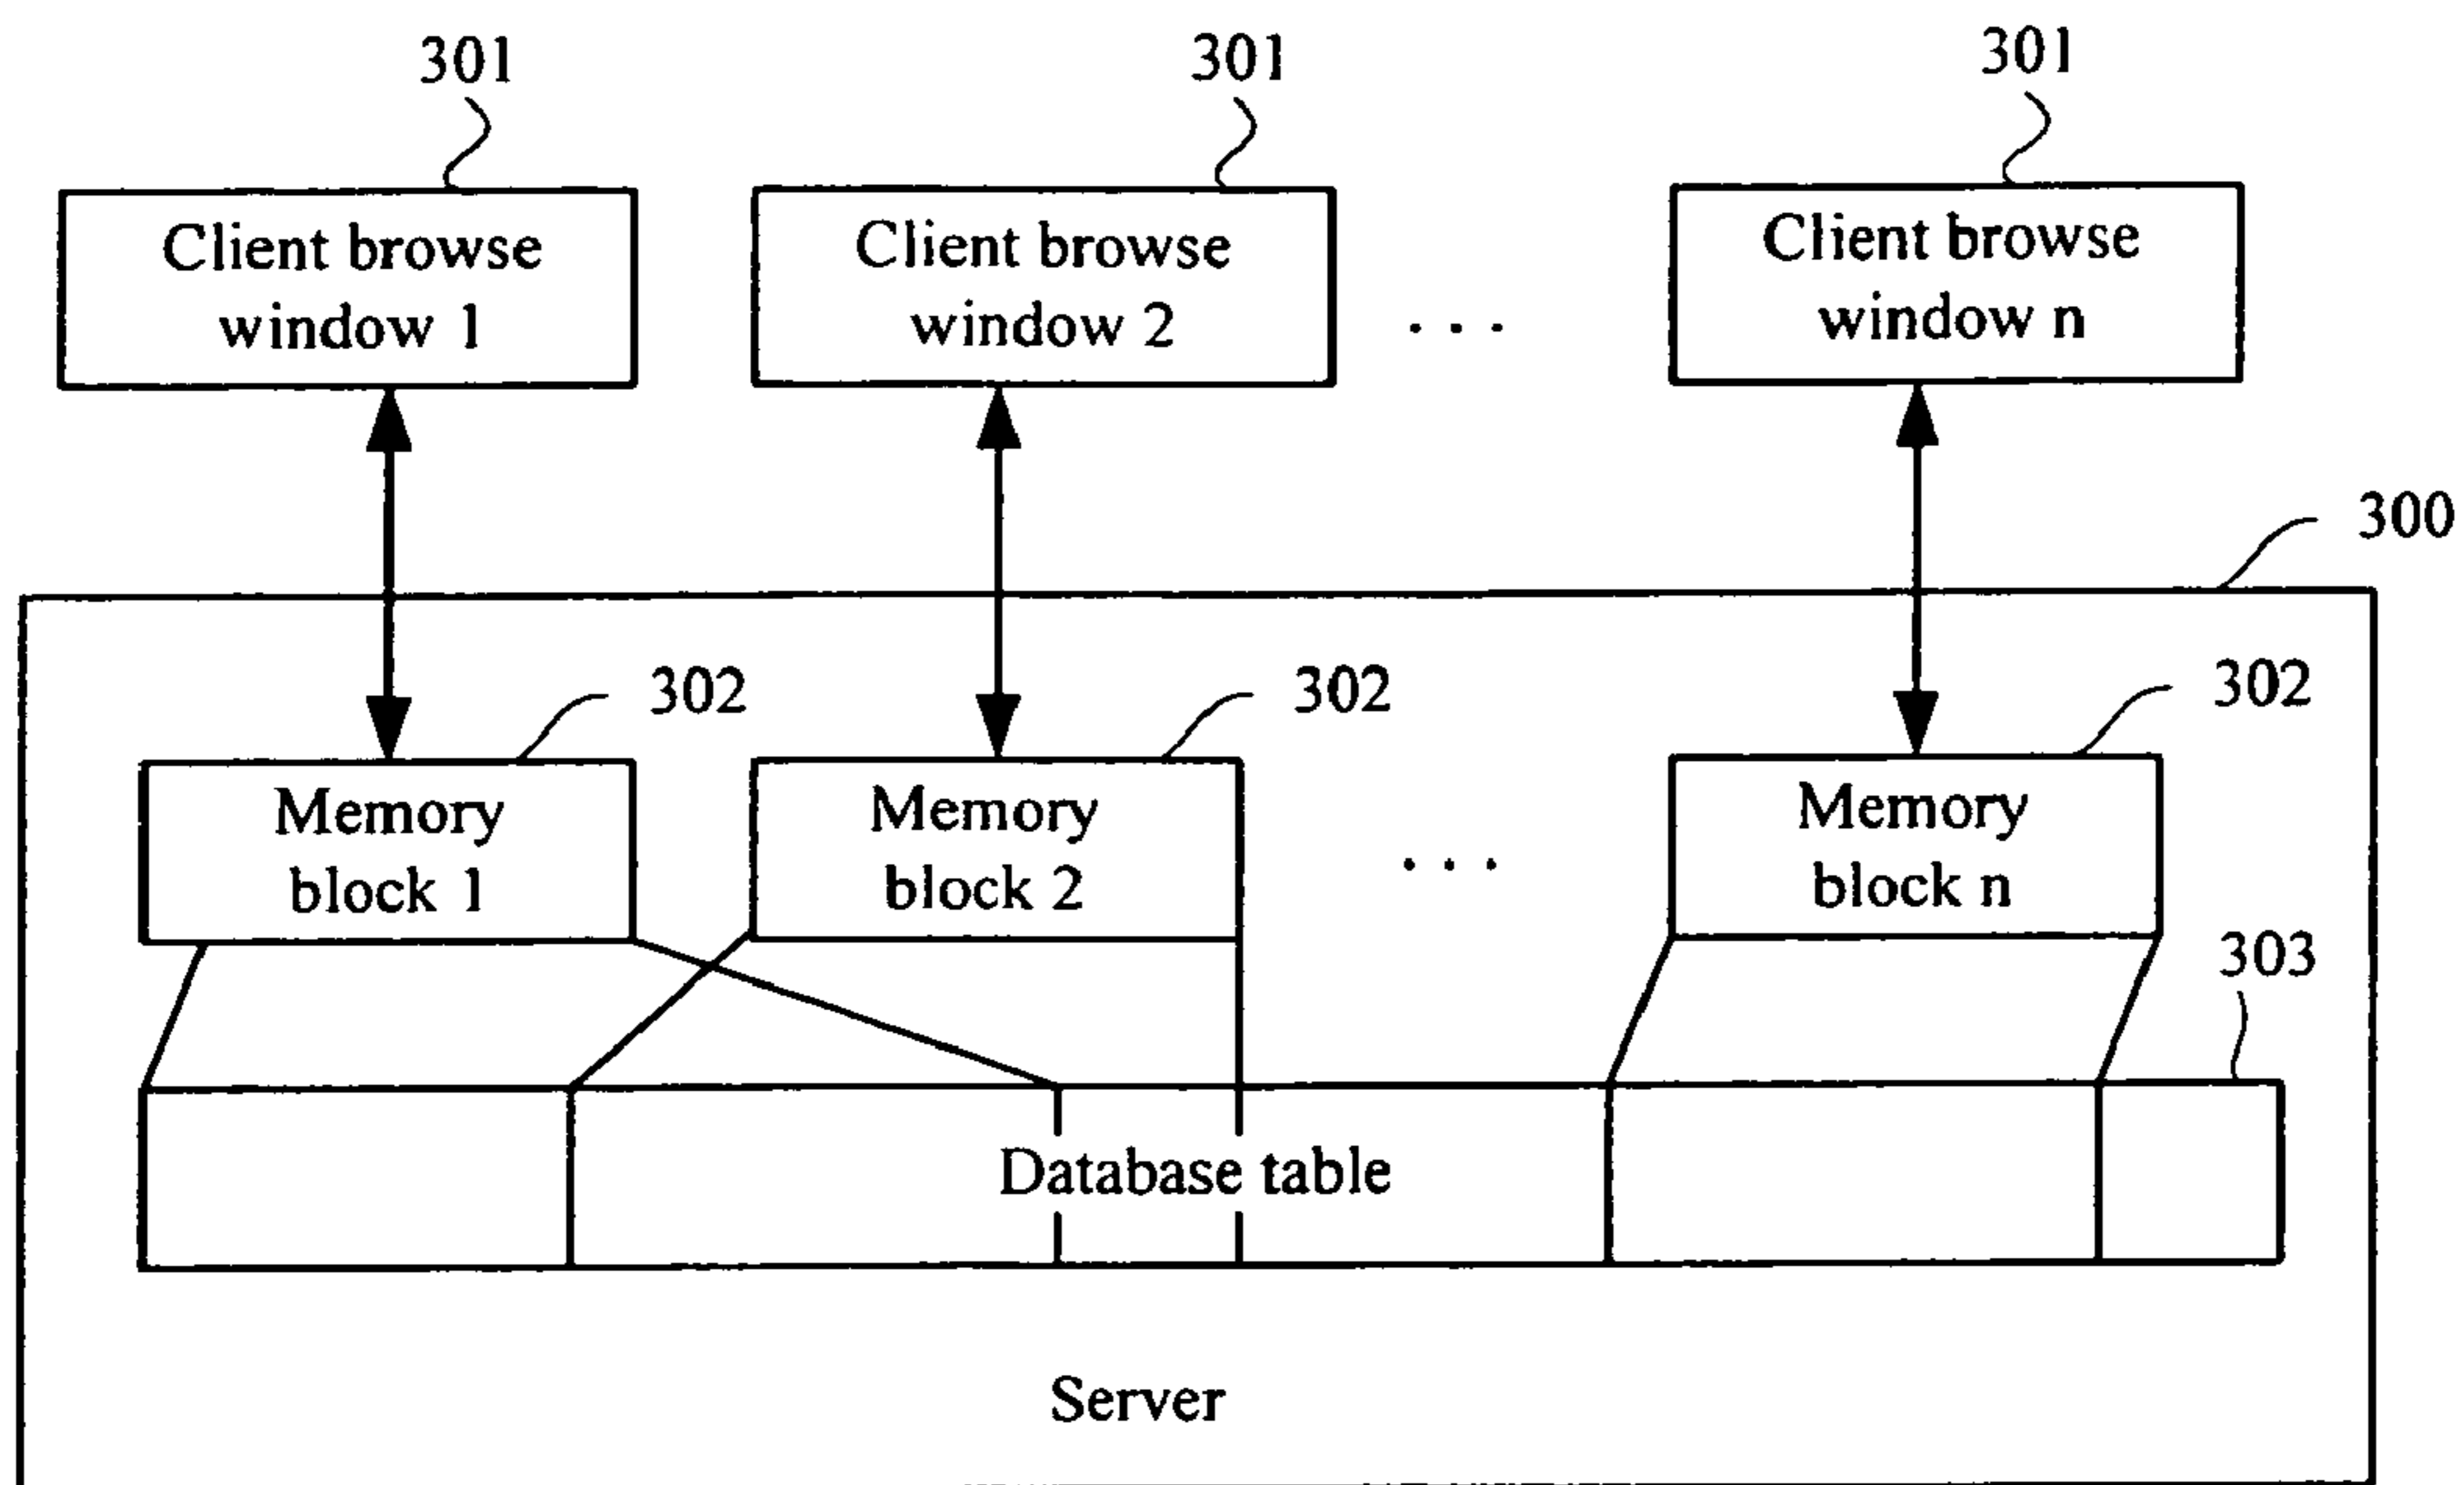 301 301 301
Client browse Client browse Client browse
window 1 window 2 . . . window n
300
302 302 302
Memory Memory Memory
block 1 block 2 . . . block n
303
Database table
Server